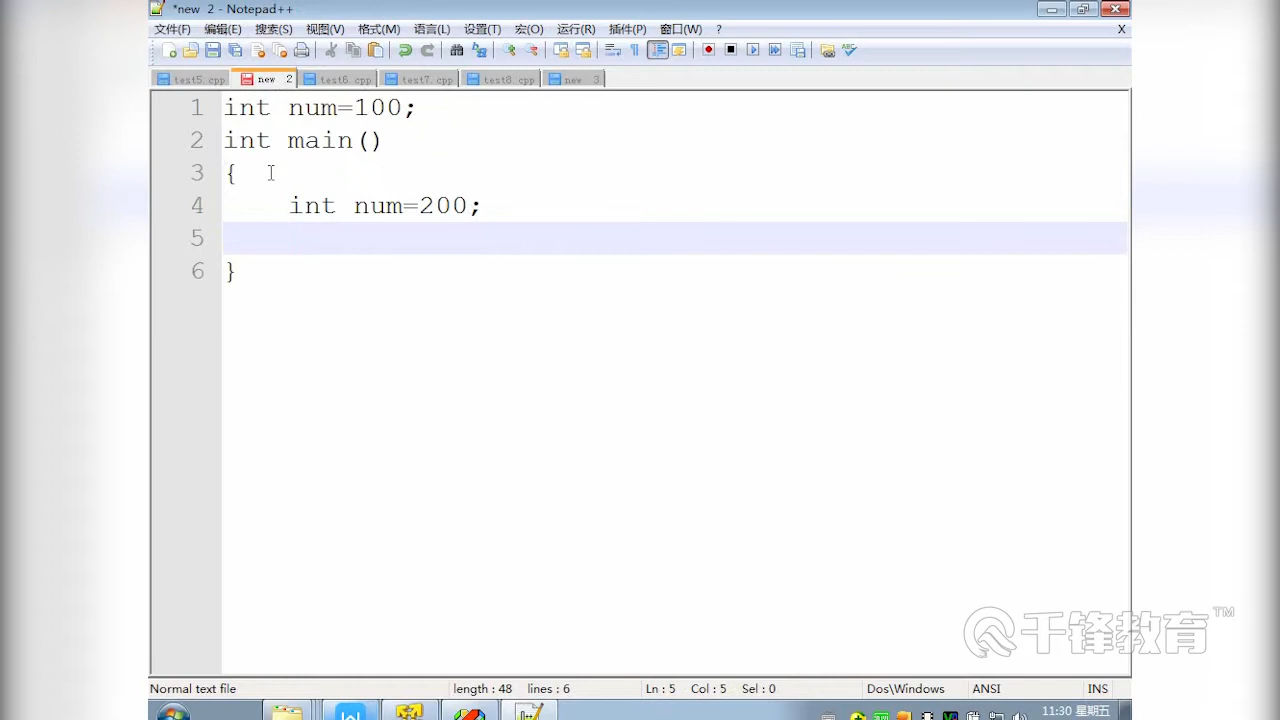 *new 2 - Notepad++
文件(F) 编辑(E) 搜索(S) 视图(V) 格式(M) 语言(L) 设置(T) 宏(O) 运行(R) 插件(P) 窗口(W) ? X
test5.cpp new 2 test6.cpp test7.cpp test8.cpp new 3
1 int num=100;
2 int main()
3 {
4 int num=200;
5
6 }
千锋教育™
Normal text file length : 48 lines : 6 Ln : 5 Col : 5 Sel : 0 Dos\Windows ANSI INS
11:30 星期五